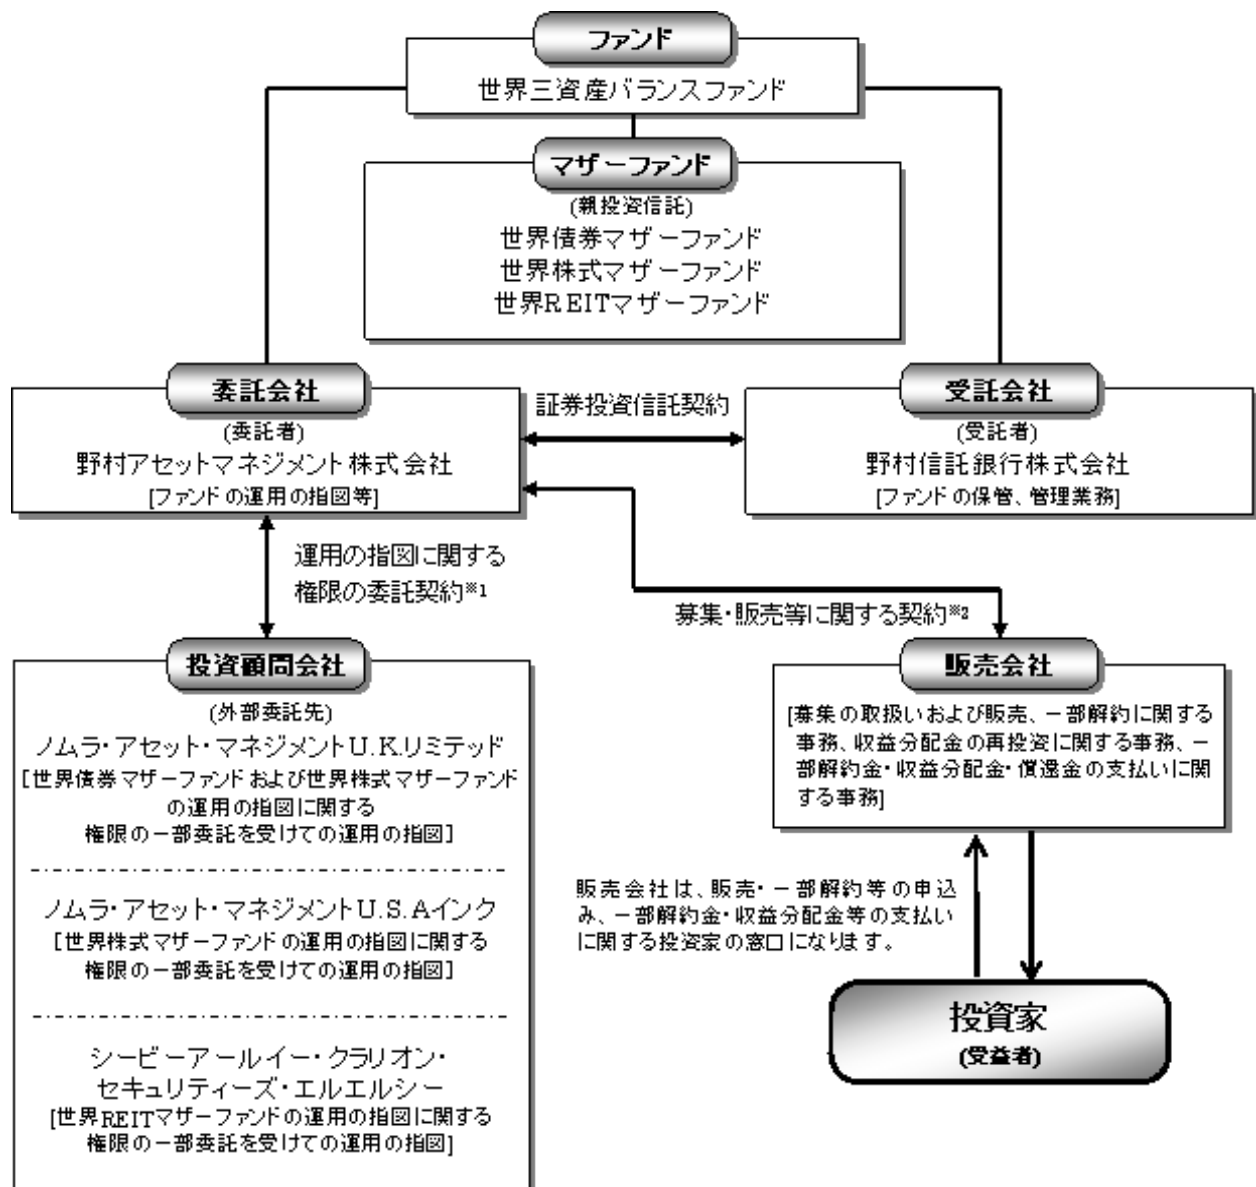 ファンド
世界三資産バランスファンド
マザーファンド
(親投資信託)
世界債券マザーファンド
世界株式マザーファンド
世界REITマザーファンド
委託会社
(委託者)
野村アセットマネジメント株式会社
[ファンドの運用の指図等]
証券投資信託契約
受託会社
(受託者)
野村信託銀行株式会社
[ファンドの保管、管理業務]
運用の指図に関する
権限の委託契約※1
募集・販売等に関する契約※2
投資顧問会社
(外部委託先)
ノムラ・アセット・マネジメントU.K.リミテッド
[世界債券マザーファンドおよび世界株式マザーファンド
の運用の指図に関する
権限の一部委託を受けての運用の指図]
ノムラ・アセット・マネジメントU.S.Aインク
[世界株式マザーファンドの運用の指図に関する
権限の一部委託を受けての運用の指図]
シービーアールイー・クラリオン・
セキュリティーズ・エルエルシー
[世界REITマザーファンドの運用の指図に関する
権限の一部委託を受けての運用の指図]
販売会社
[募集の取扱いおよび販売、一部解約に関する
事務、収益分配金の再投資に関する事務、一
部解約金・収益分配金・償還金の支払いに関
する事務]
販売会社は、販売・一部解約等の申込
み、一部解約金・収益分配金等の支払い
に関する投資家の窓口になります。
投資家
(受益者)